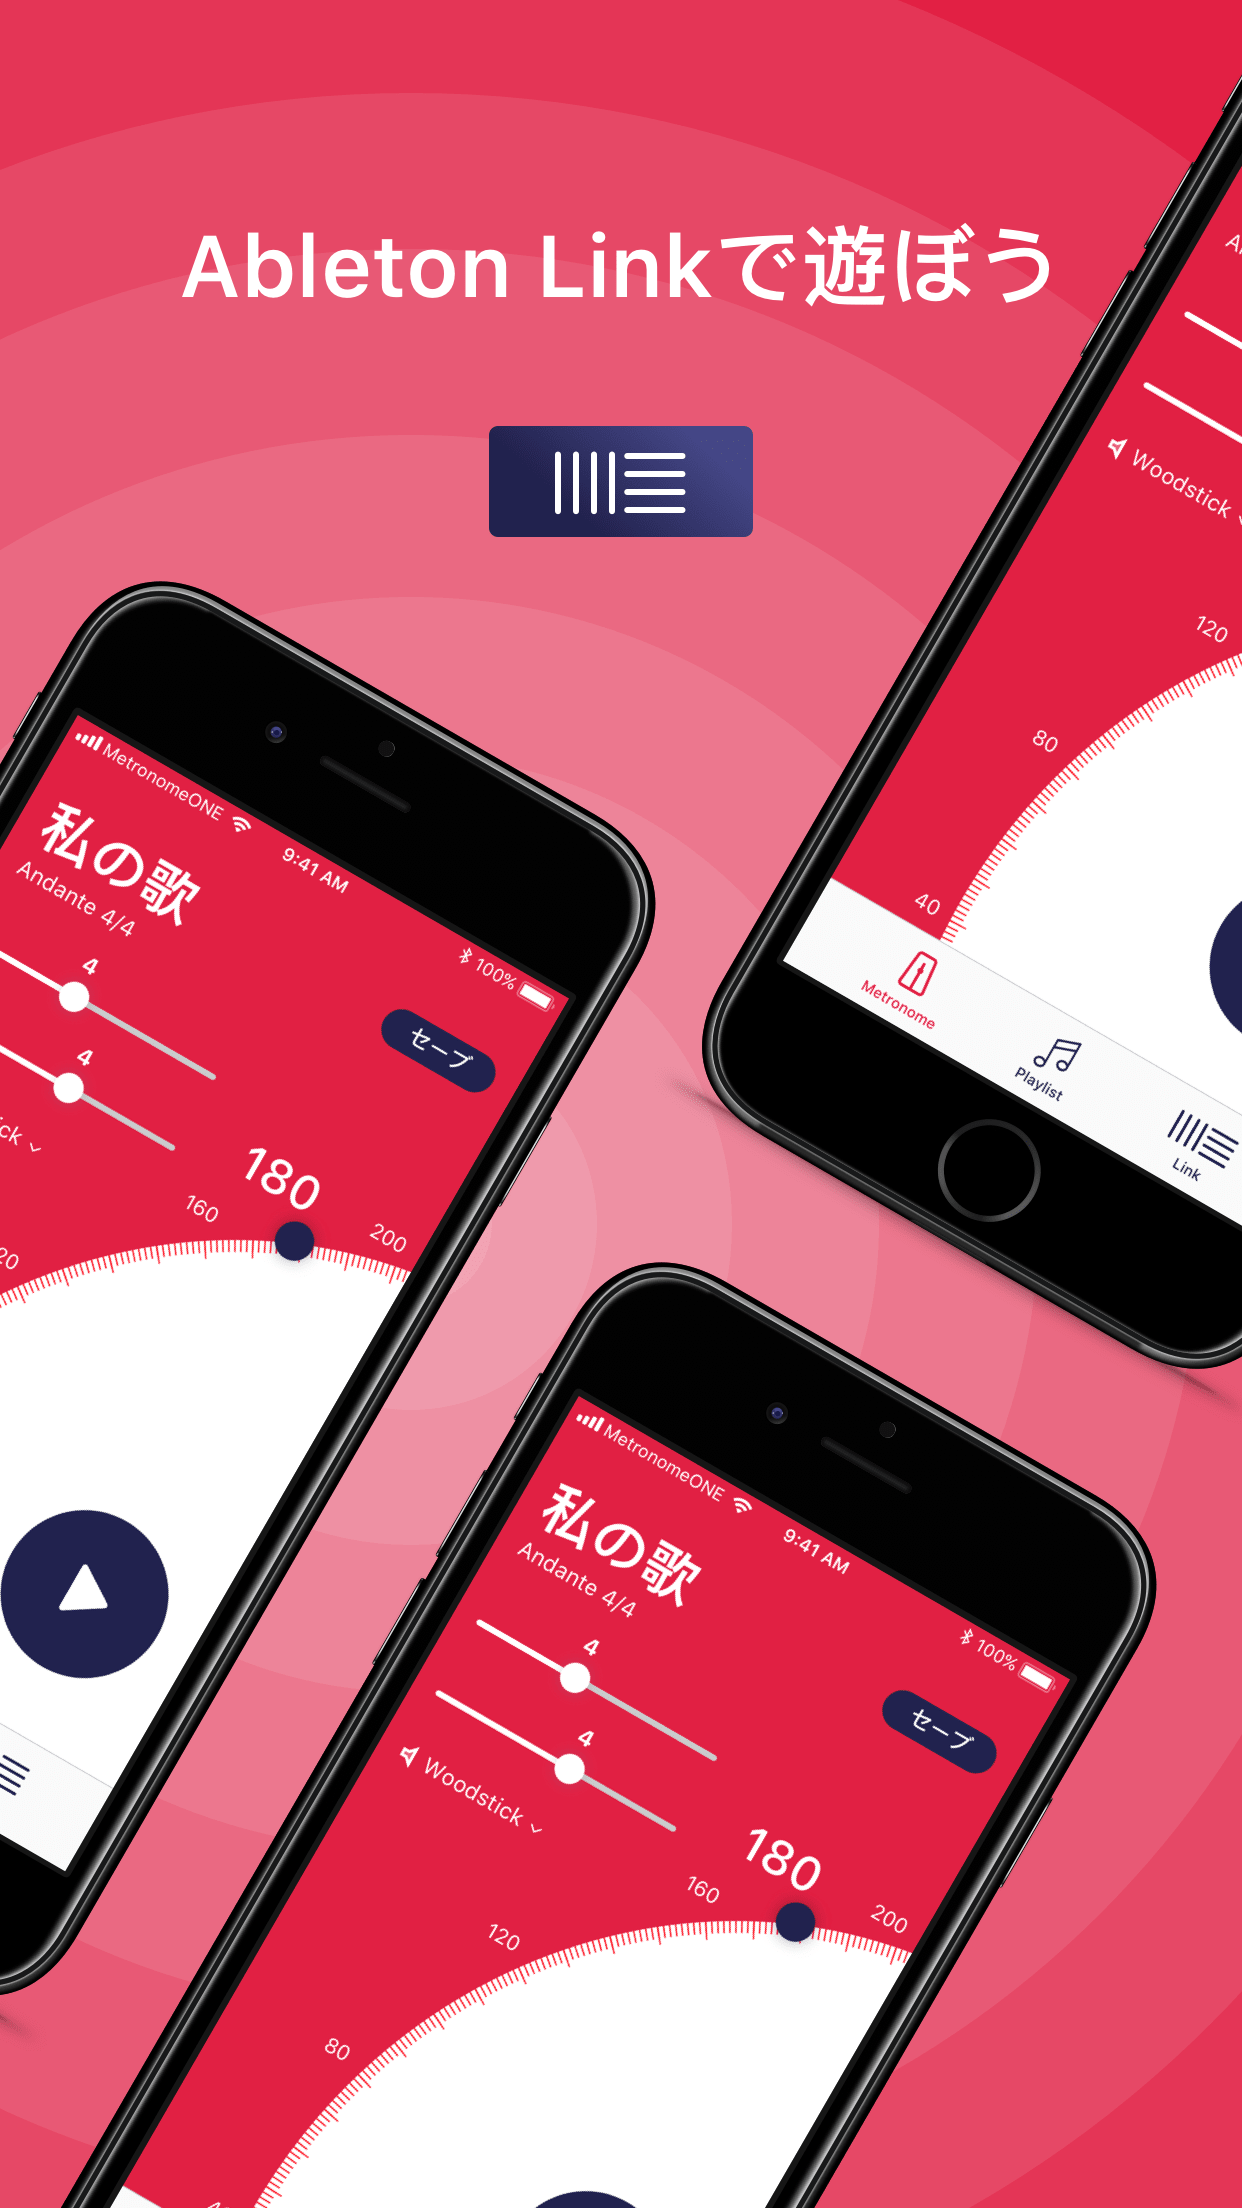 Ableton Linkで遊ぼう
Woodstick
120
80
40
Metronome
Playlist
Link
MetronomeONE
9:41 AM
100%
私の歌
Andante 4/4
4
セーブ
4
180
160
200
MetronomeONE
9:41 AM
100%
私の歌
Andante 4/4
4
セーブ
4
Woodstick
180
160
200
120
80